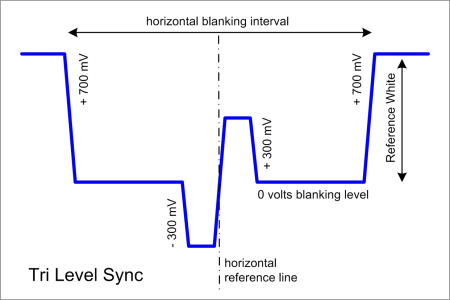 horizontal blanking interval
+ 700 mV
+ 700 mV
Reference White
+ 300 mV
0 volts blanking level
- 300 mV
horizontal
reference line
Tri Level Sync